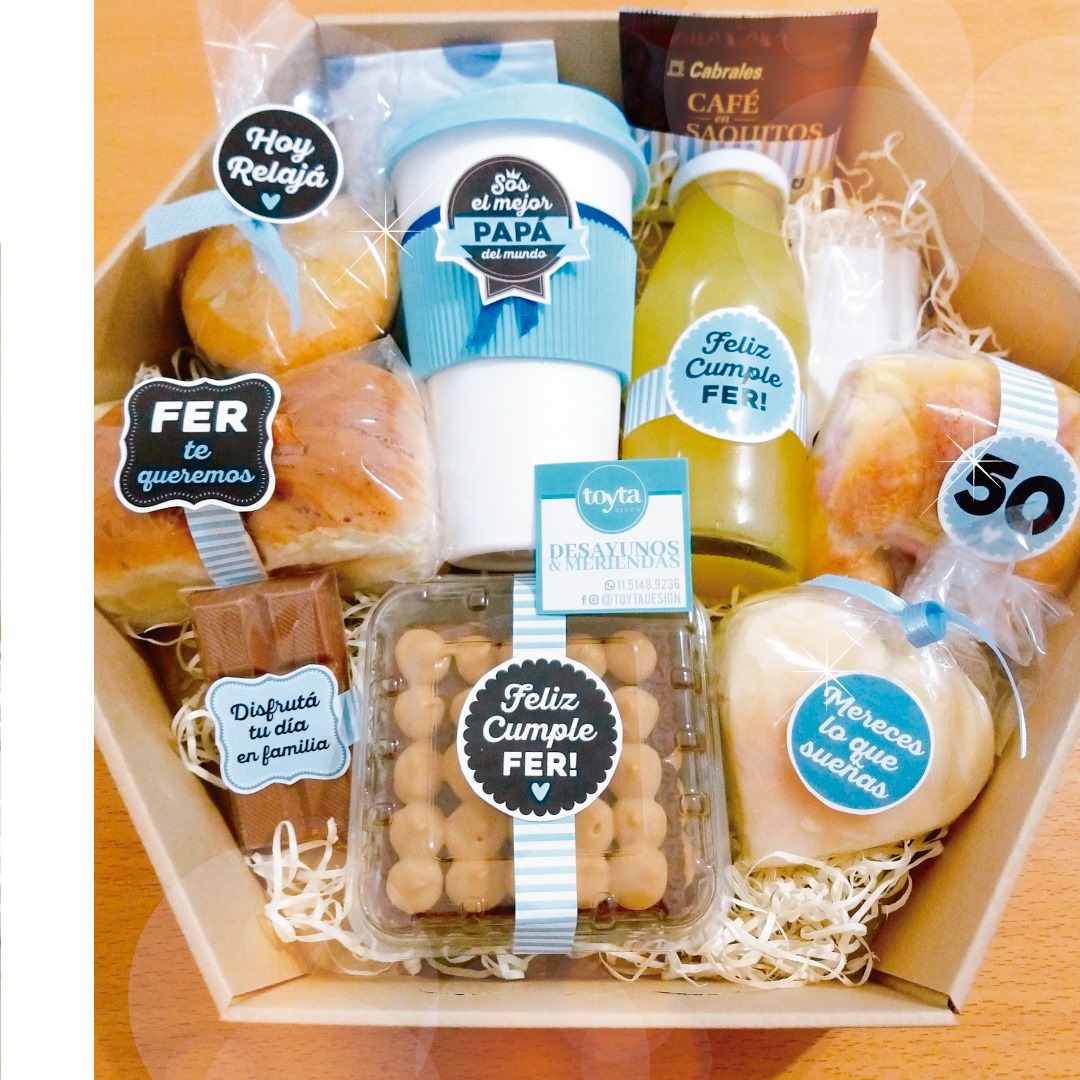 Hoy
Relajá
Sos
el mejor
PAPÁ
del mundo
Cabrales
CAFÉ
en
SAQUITOS
Feliz
Cumple
FER!
FER
te
queremos
50
toyta
DESIGN
DESAYUNOS
& MERIENDAS
11.5148.9236
@TOYTADESIGN
Disfrutá
tu día
en familia
Feliz
Cumple
FER!
Mereces
lo que
sueñas